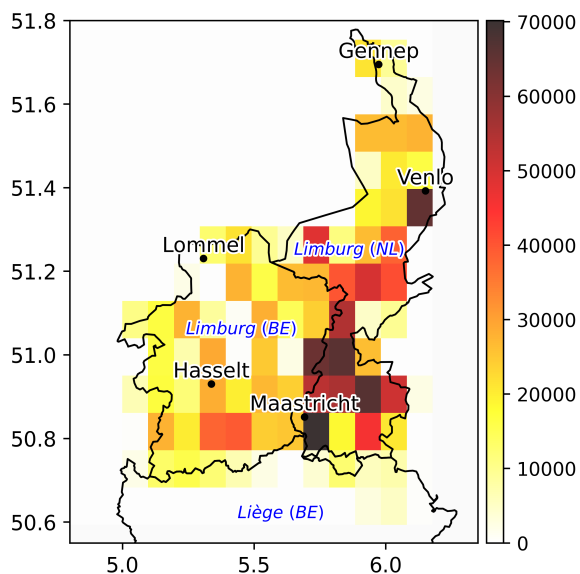 51.8
51.6
51.4
51.2
51.0
50.8
50.6
5.0
5.5
6.0
Gennep
Venlo
Lommel
Limburg (NL)
Limburg (BE)
Hasselt
Maastricht
Liège (BE)
70000
60000
50000
40000
30000
20000
10000
0